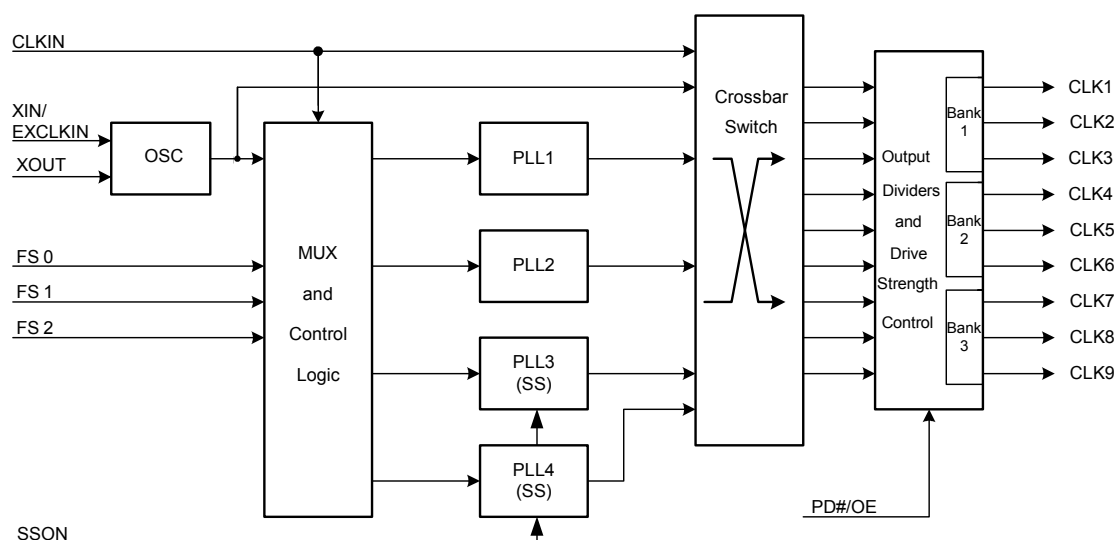 CLKIN
XIN/
EXCLKIN
XOUT
OSC
FS 0
FS 1
FS 2
SSON
MUX
and
Control
Logic
PLL1
PLL2
PLL3
(SS)
PLL4
(SS)
Crossbar
Switch
Output
Dividers
and
Drive
Strength
Control
Bank
1
Bank
2
Bank
3
CLK1
CLK2
CLK3
CLK4
CLK5
CLK6
CLK7
CLK8
CLK9
PD#/OE